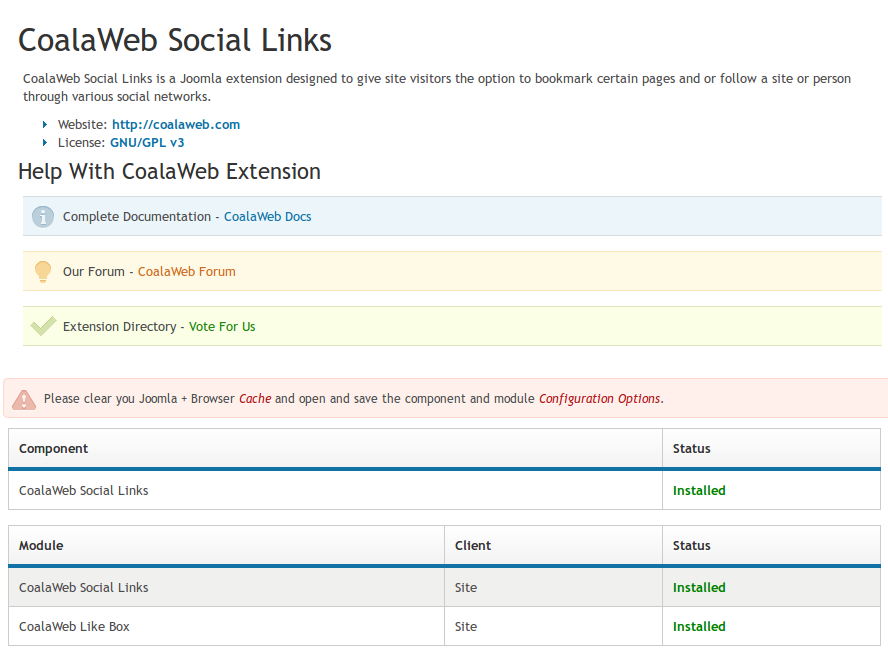 CoalaWeb Social Links
CoalaWeb Social Links is a Joomla extension designed to give site visitors the option to bookmark certain pages and or follow a site or person
through various social networks.
Website: http://coalaweb.com
License: GNU/GPL v3
Help With CoalaWeb Extension
Complete Documentation - CoalaWeb Docs
Our Forum - CoalaWeb Forum
Extension Directory - Vote For Us
Please clear you Joomla + Browser Cache and open and save the component and module Configuration Options.
Component Status
CoalaWeb Social Links Installed
Module Client Status
CoalaWeb Social Links Site Installed
CoalaWeb Like Box Site Installed